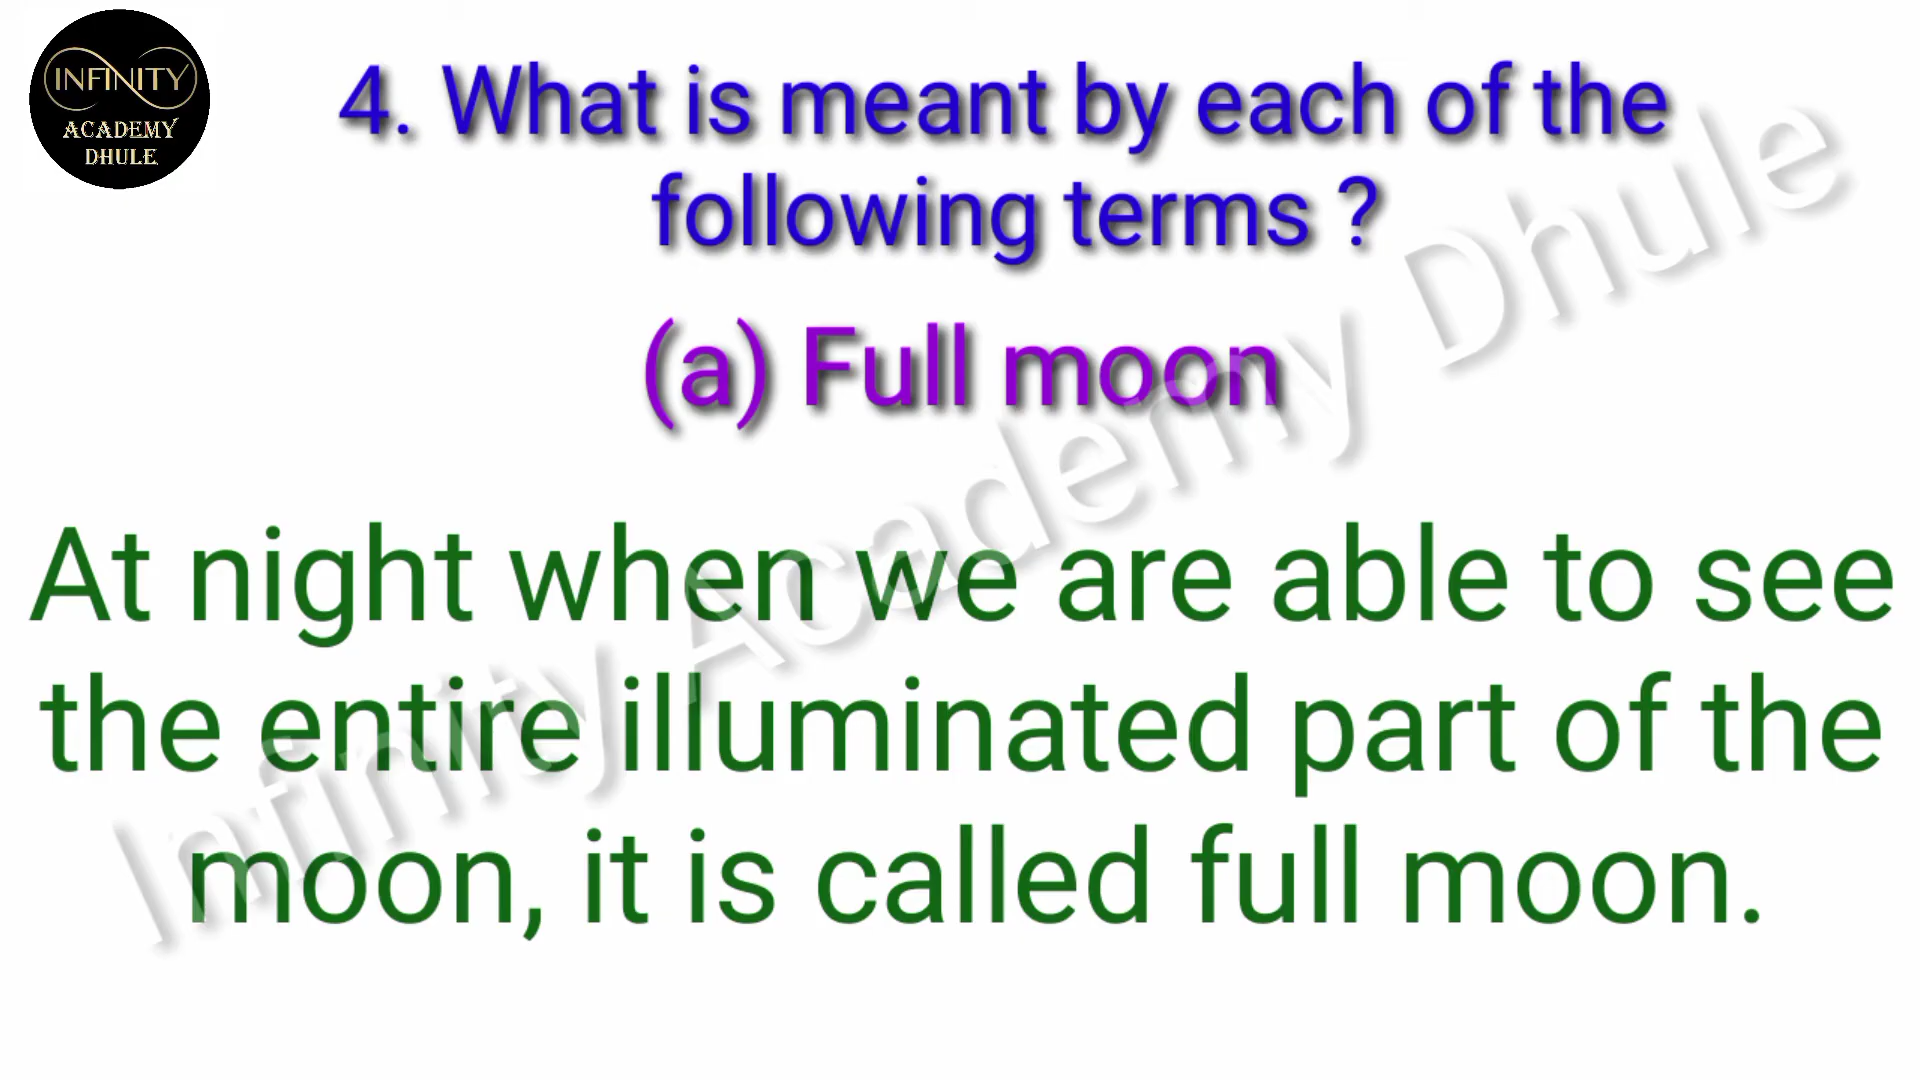 INFINITY
ACADEMY
DHULE
4. What is meant by each of the
following terms ?
(a) Full moon
At night when we are able to see
the entire illuminated part of the
moon, it is called full moon.
Infinity Academy Dhule